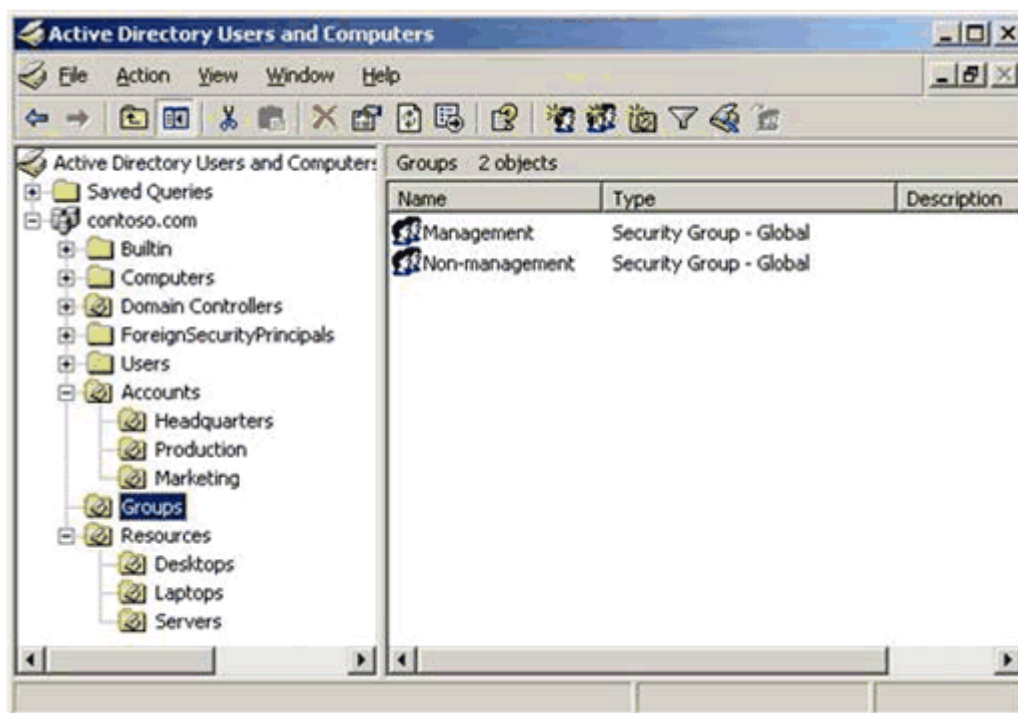 Active Directory Users and Computers
File Action View Window Help
Active Directory Users and Computers
Groups 2 objects
Saved Queries
Name Type Description
contoso.com
Management Security Group - Global
Builtin
Non-management Security Group - Global
Computers
Domain Controllers
ForeignSecurityPrincipals
Users
Accounts
Headquarters
Production
Marketing
Groups
Resources
Desktops
Laptops
Servers